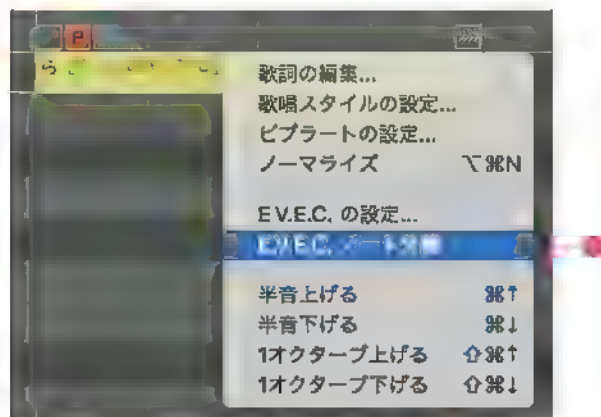 P
ら
歌詞の編集...
歌唱スタイルの設定...
ビブラートの設定...
ノーマライズ ⌥⌘N
E.V.E.C. の設定...
E.V.E.C.
半音上げる ⌘↑
半音下げる ⌘↓
1オクターブ上げる ⇧⌘↑
1オクターブ下げる ⇧⌘↓